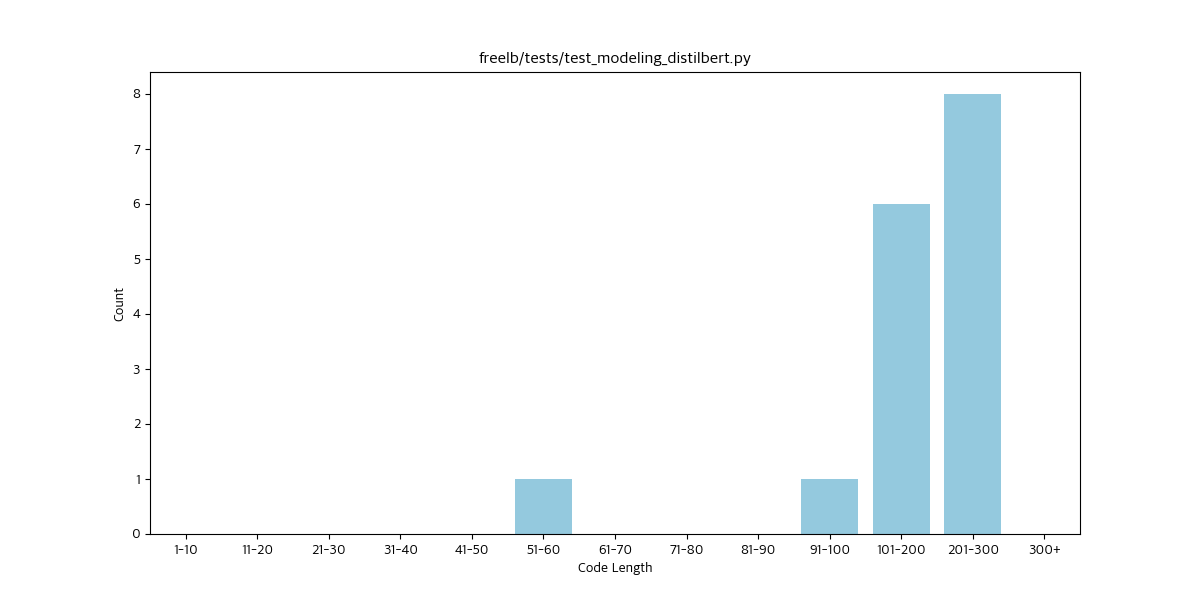 freelb/tests/test_modeling_distilbert.py
8
7
6
5
4
3
2
1
0
Count
1-10 11-20 21-30 31-40 41-50 51-60 61-70 71-80 81-90 91-100 101-200 201-300 300+
Code Length